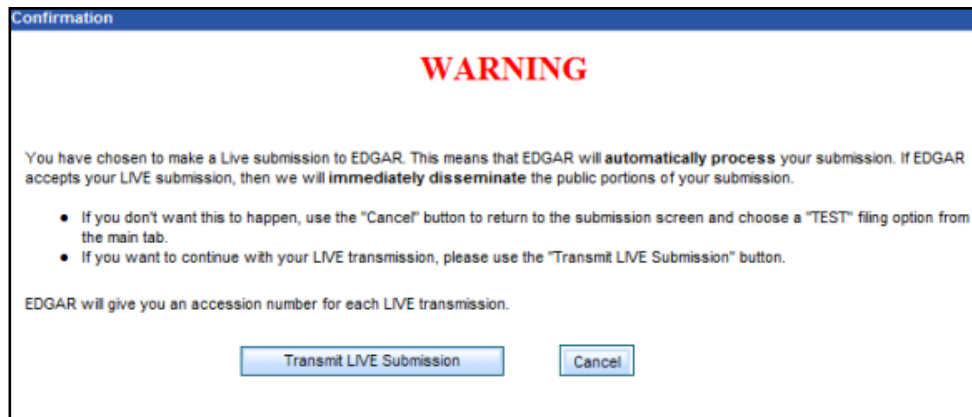 Confirmation
WARNING
You have chosen to make a Live submission to EDGAR. This means that EDGAR will automatically process your submission. If EDGAR
accepts your LIVE submission, then we will immediately disseminate the public portions of your submission.
• If you don't want this to happen, use the "Cancel" button to return to the submission screen and choose a "TEST" filing option from
the main tab.
• If you want to continue with your LIVE transmission, please use the "Transmit LIVE Submission" button.
EDGAR will give you an accession number for each LIVE transmission.
Transmit LIVE Submission Cancel